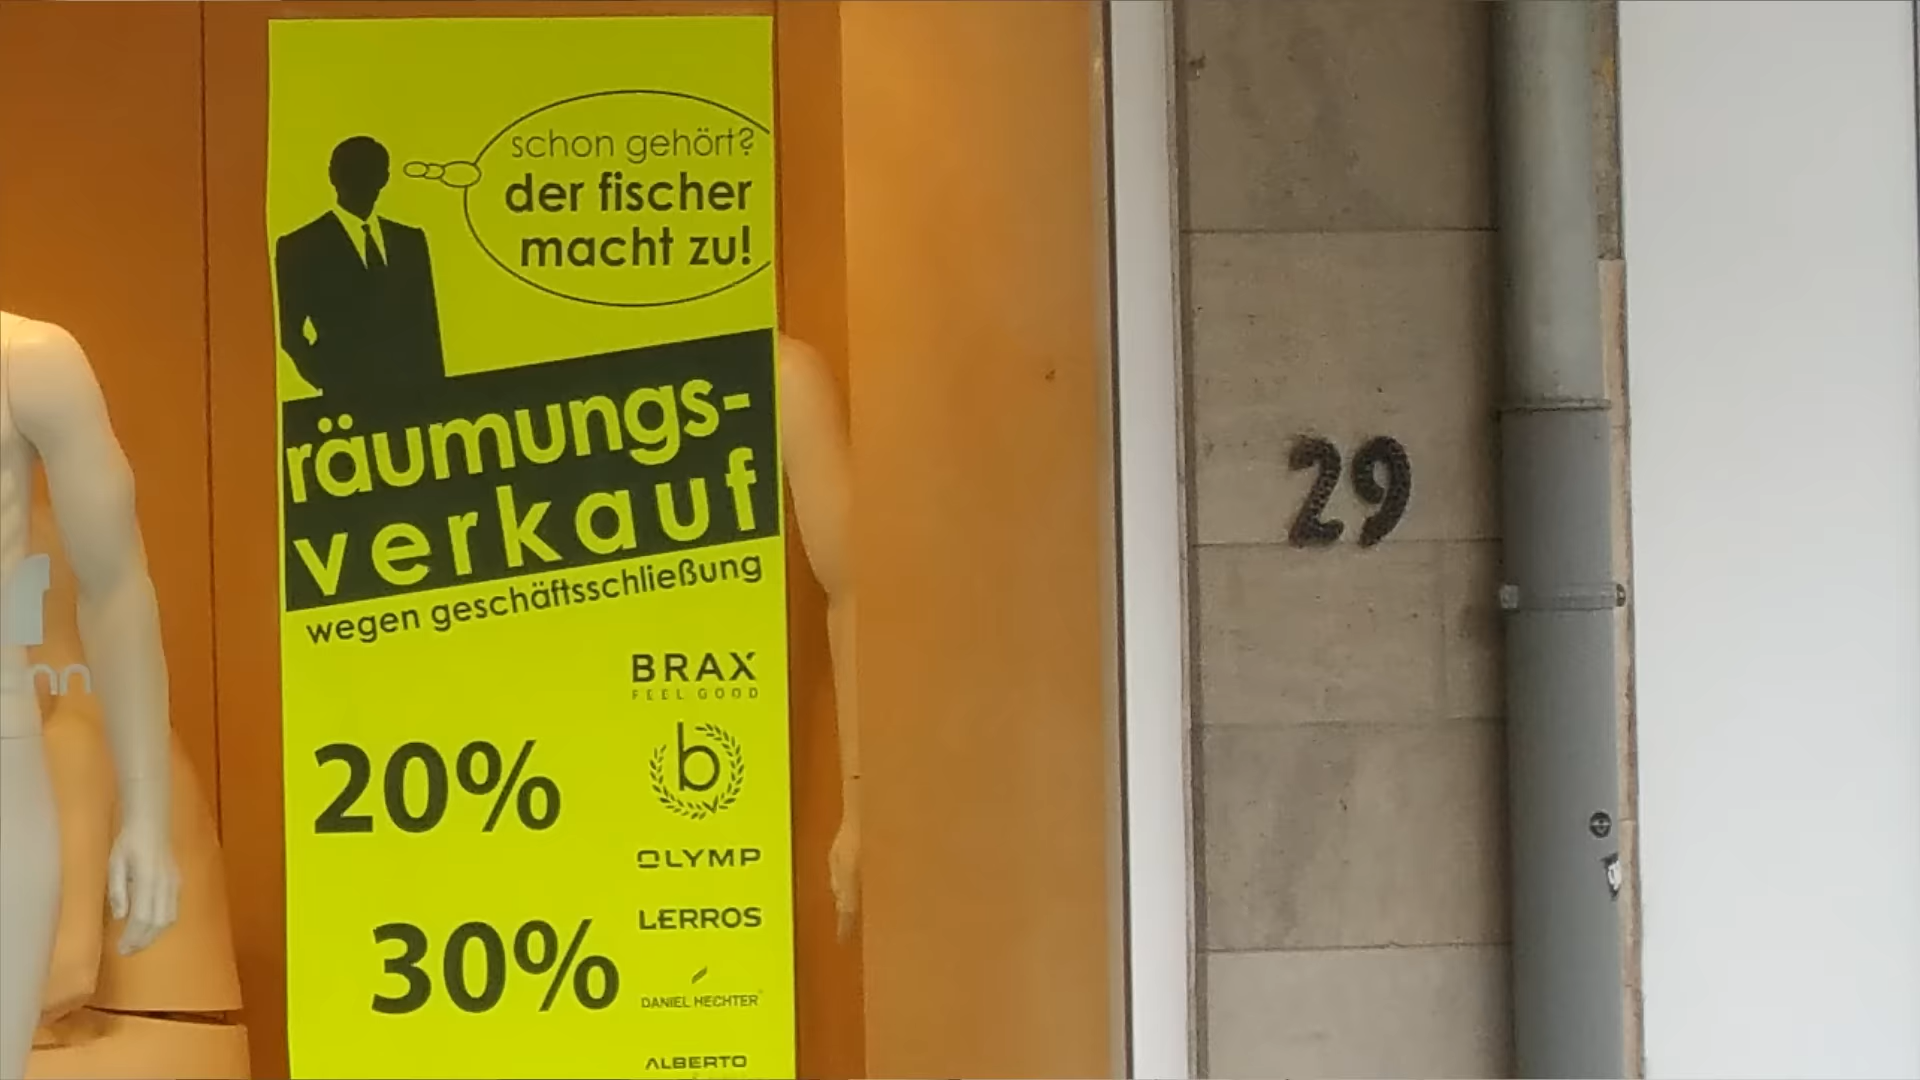 schon gehört?
der fischer
macht zu!
räumungs-
verkauf
wegen geschäftsschließung
BRAX
FEEL GOOD
20%
b
OLYMP
LERROS
30%
DANIEL HECHTER
ALBERTO
29